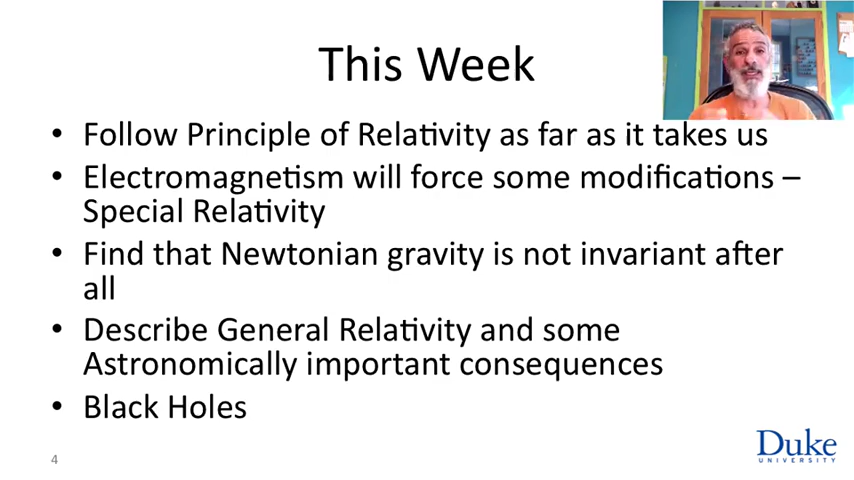 This Week
• Follow Principle of Relativity as far as it takes us
• Electromagnetism will force some modifications –
Special Relativity
• Find that Newtonian gravity is not invariant after
all
• Describe General Relativity and some
Astronomically important consequences
• Black Holes
4
Duke
UNIVERSITY